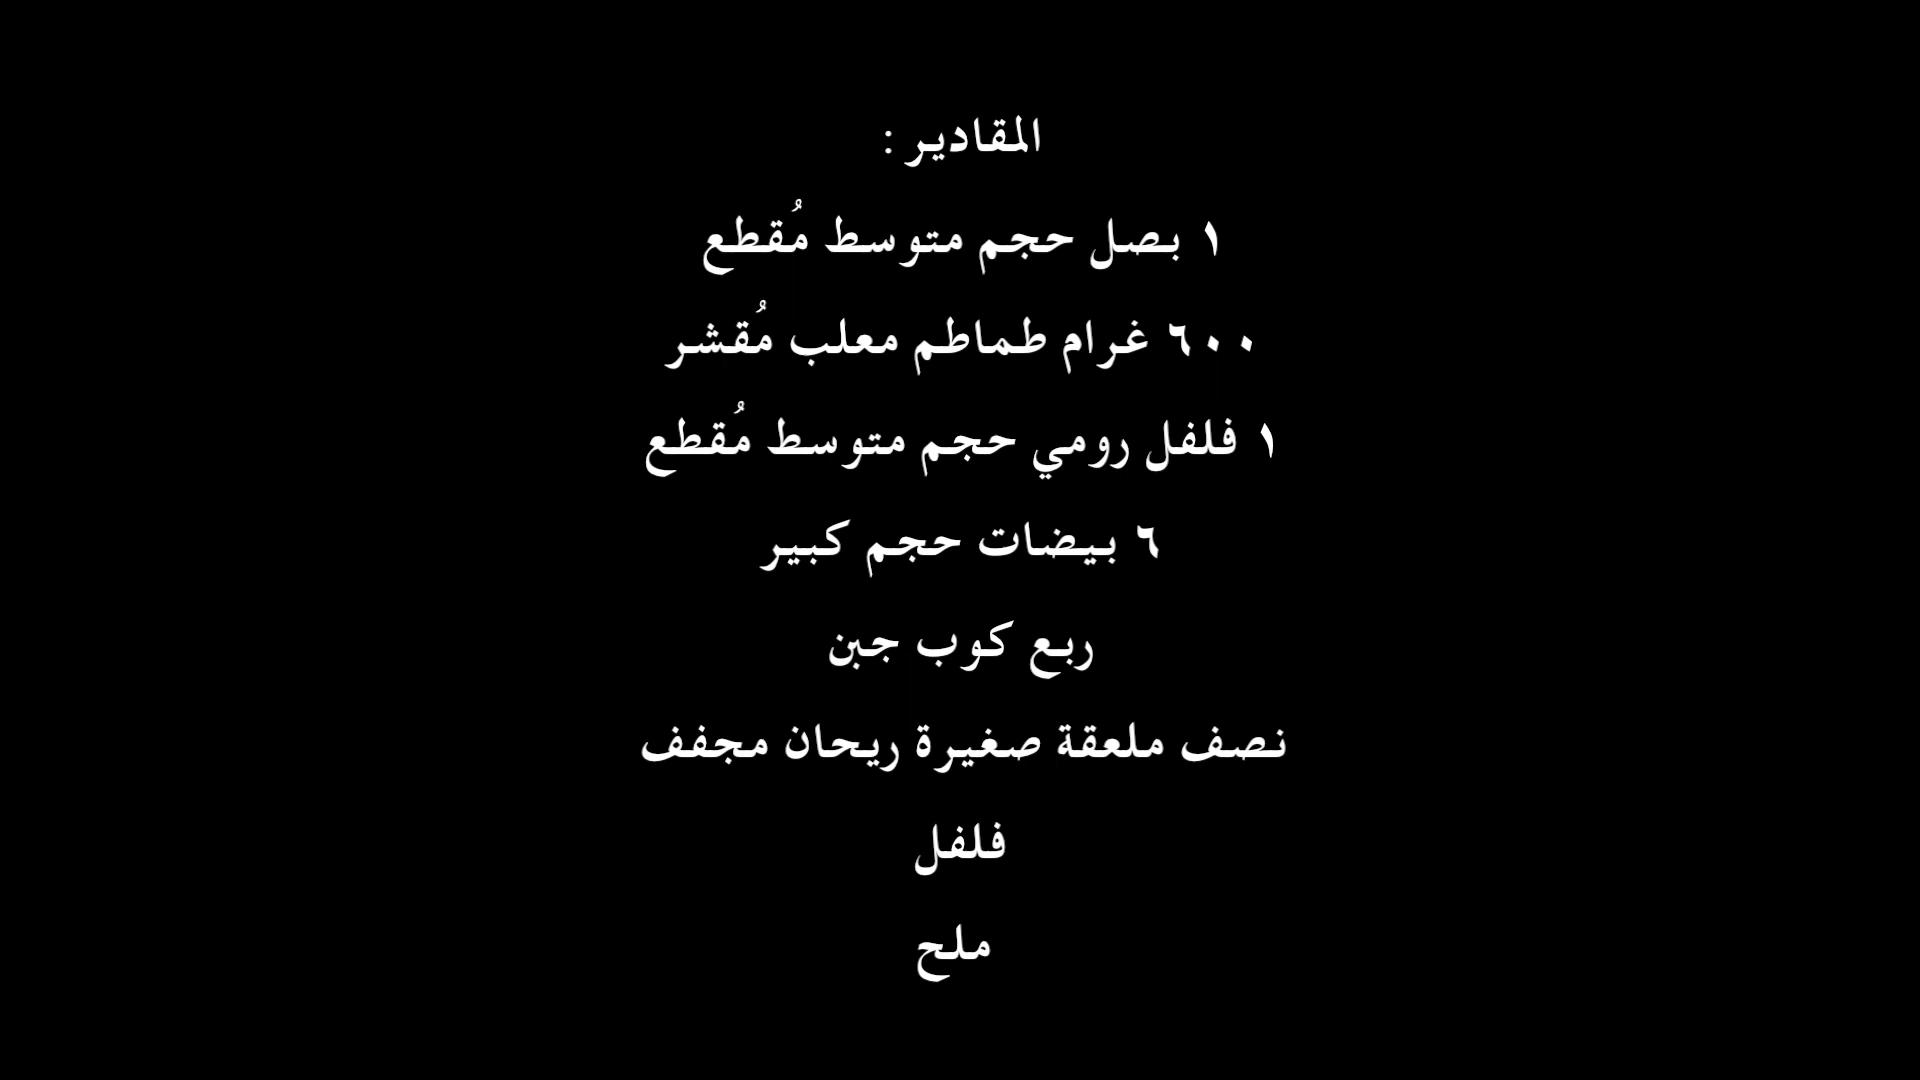 المقادير :
١ بصل حجم متوسط مُقطع
٦٠٠ غرام طماطم معلب مُقشر
١ فلفل رومي حجم متوسط مُقطع
٦ بيضات حجم كبير
ربع كوب جبن
نصف ملعقة صغيرة ريحان مجفف
فلفل
ملح